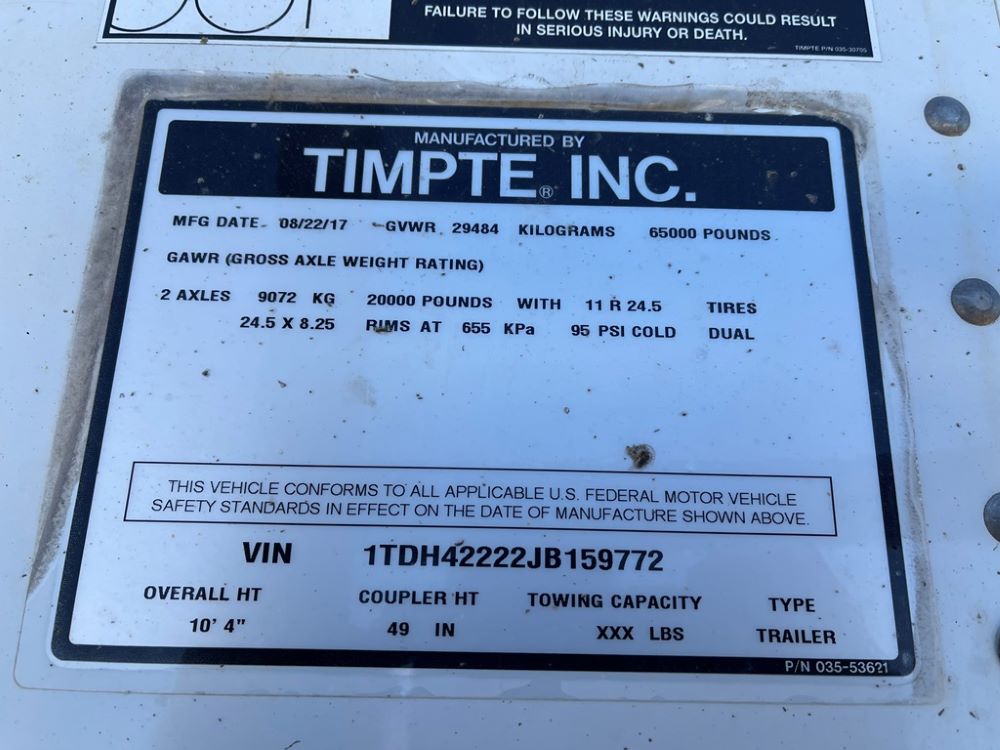 FAILURE TO FOLLOW THESE WARNINGS COULD RESULT
IN SERIOUS INJURY OR DEATH.
TIMPTE P/N 035-30705
MANUFACTURED BY
TIMPTE® INC.
MFG DATE 08/22/17 GVWR 29484 KILOGRAMS 65000 POUNDS
GAWR (GROSS AXLE WEIGHT RATING)
2 AXLES 9072 KG 20000 POUNDS WITH 11 R 24.5 TIRES
24.5 X 8.25 RIMS AT 655 KPa 95 PSI COLD DUAL
THIS VEHICLE CONFORMS TO ALL APPLICABLE U.S. FEDERAL MOTOR VEHICLE
SAFETY STANDARDS IN EFFECT ON THE DATE OF MANUFACTURE SHOWN ABOVE.
VIN 1TDH42222JB159772
OVERALL HT COUPLER HT TOWING CAPACITY TYPE
10' 4" 49 IN XXX LBS TRAILER
P/N 035-53621